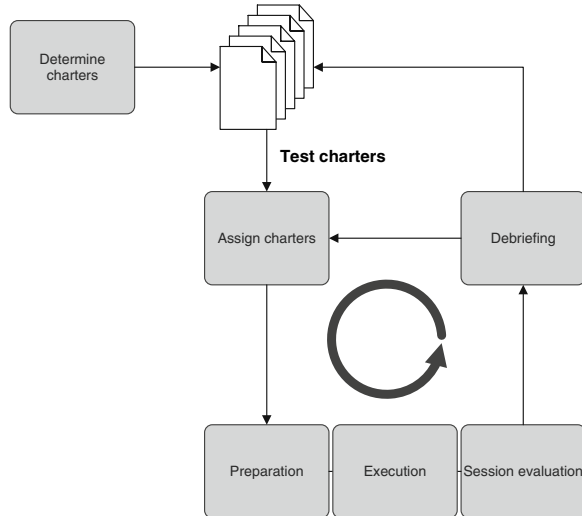 Determine
charters
Test charters
Assign charters
Debriefing
Preparation
Execution
Session evaluation